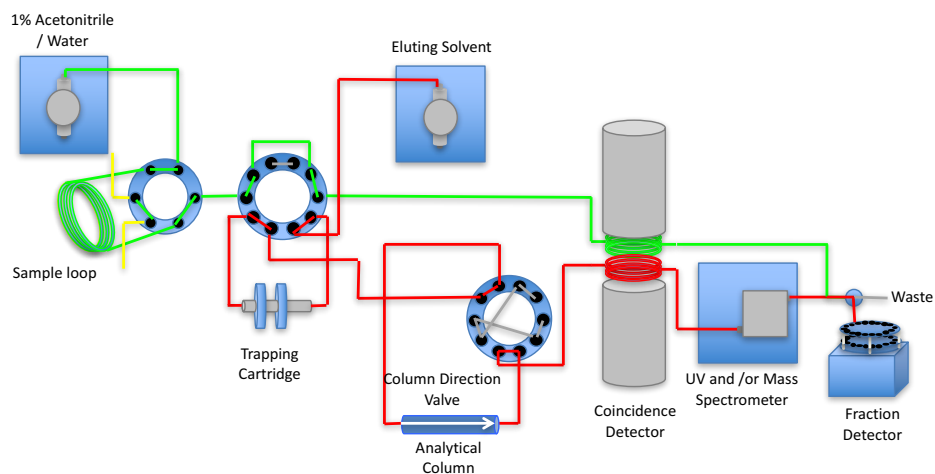 1% Acetonitrile
/ Water
Eluting Solvent
Sample loop
Waste
Trapping
Cartridge
Column Direction
Valve
UV and /or Mass
Spectrometer
Coincidence
Detector
Fraction
Detector
Analytical
Column